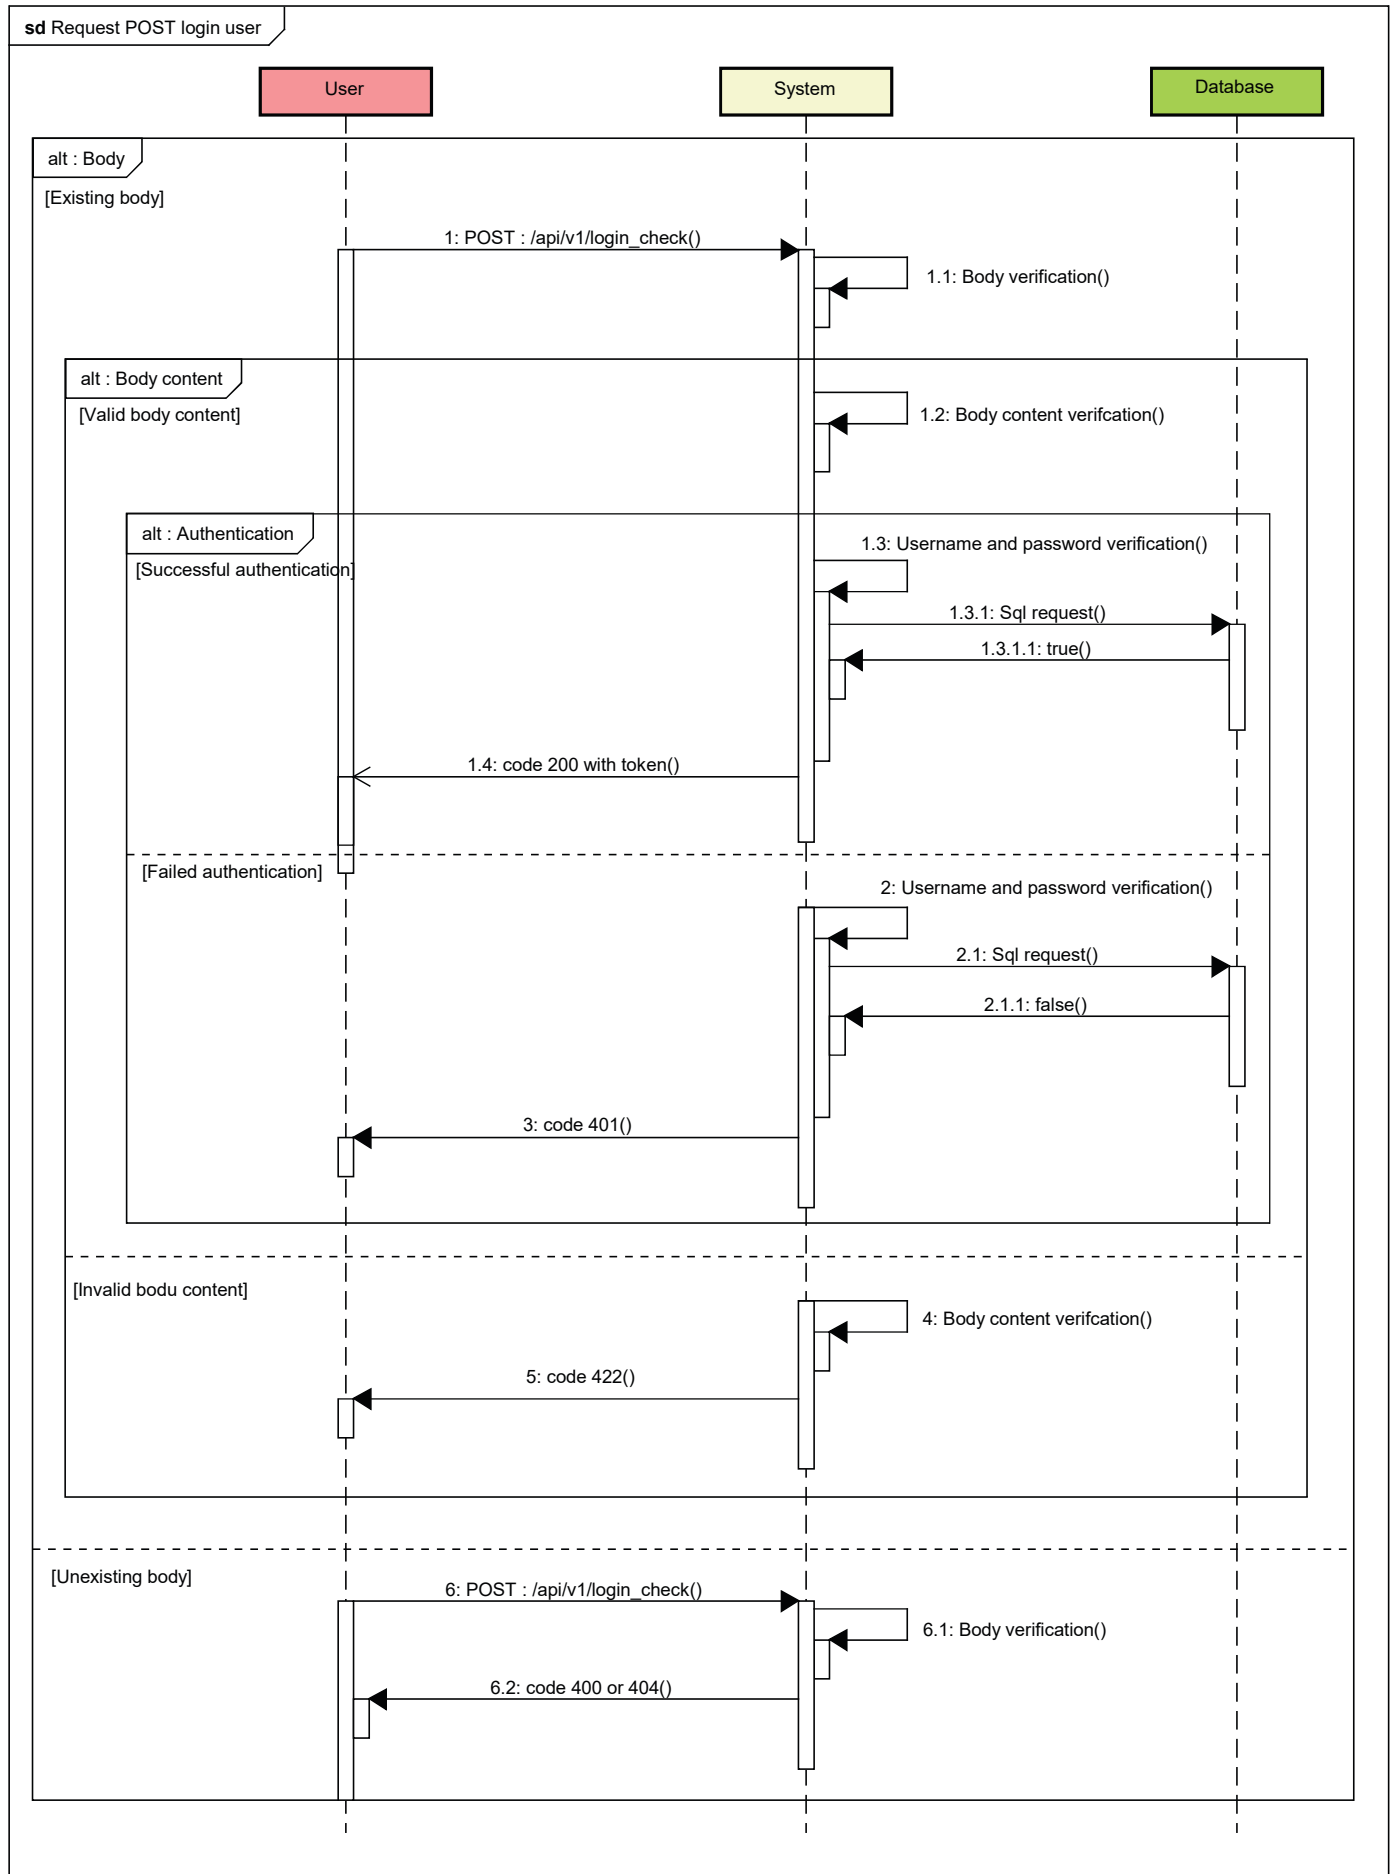 sd Request POST login user
User
System
Database
alt : Body
[Existing body]
1: POST : /api/v1/login_check()
1.1: Body verification()
alt : Body content
[Valid body content]
1.2: Body content verifcation()
alt : Authentication
1.3: Username and password verification()
[Successful authentication]
1.3.1: Sql request()
1.3.1.1: true()
1.4: code 200 with token()
[Failed authentication]
2: Username and password verification()
2.1: Sql request()
2.1.1: false()
3: code 401()
[Invalid bodu content]
4: Body content verifcation()
5: code 422()
[Unexisting body]
6: POST : /api/v1/login_check()
6.1: Body verification()
6.2: code 400 or 404()